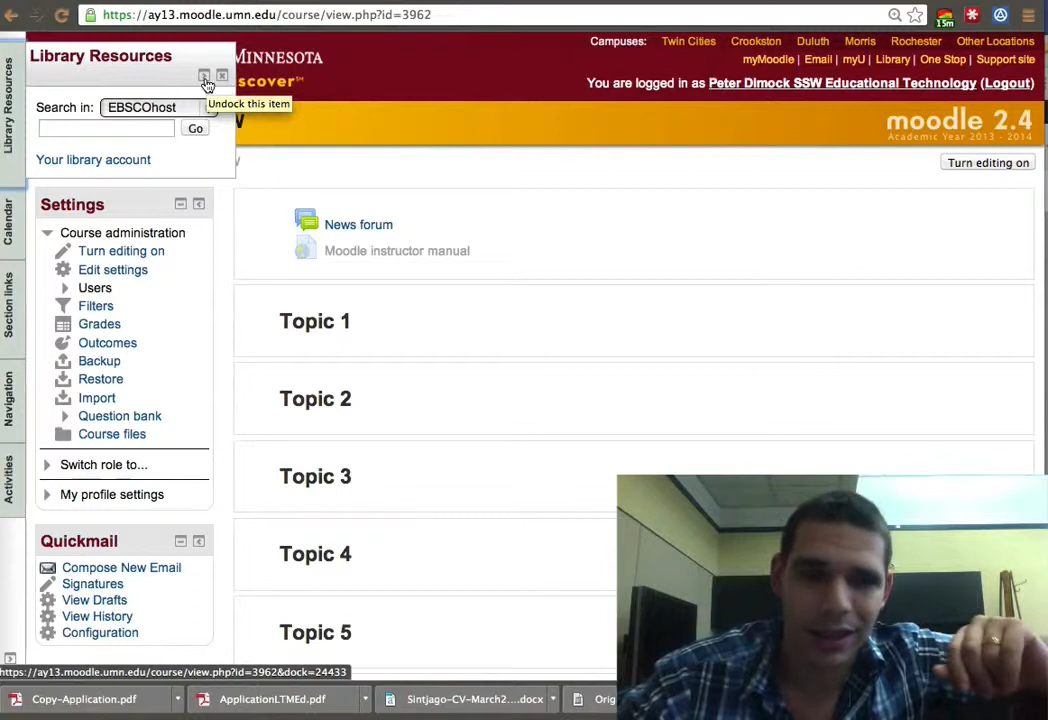 https://ay13.moodle.umn.edu/course/view.php?id=3962
15m
Library Resources
MINNESOTA
scover℠
Campuses: Twin Cities Crookston Duluth Morris Rochester Other Locations
myMoodle | Email | myU | Library | One Stop | Support site
You are logged in as Peter Dimock SSW Educational Technology (Logout)
Library Resources
Undock this item
Search in: EBSCOhost
Go
Your library account
moodle 2.4
Academic Year 2013 - 2014
Turn editing on
Calendar
Section links
Navigation
Activities
Settings
Course administration
Turn editing on
Edit settings
Users
Filters
Grades
Outcomes
Backup
Restore
Import
Question bank
Course files
Switch role to...
My profile settings
Quickmail
Compose New Email
Signatures
View Drafts
View History
Configuration
News forum
Moodle instructor manual
Topic 1
Topic 2
Topic 3
Topic 4
Topic 5
https://ay13.moodle.umn.edu/course/view.php?id=3962&dock=24433
Copy-Application.pdf
ApplicationLTMEd.pdf
Sintjago-CV-March2....docx